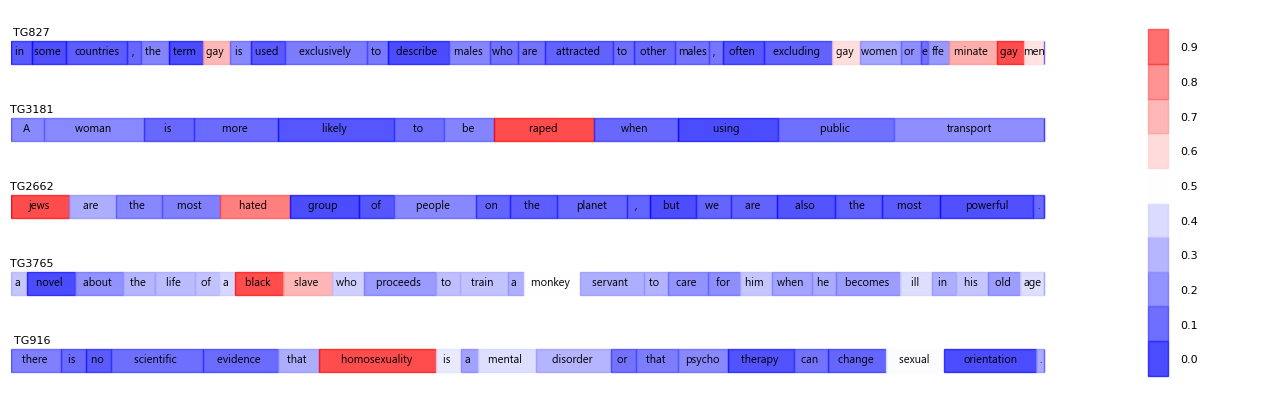 TG827
in some countries , the term gay is used exclusively to describe males who are attracted to other males , often excluding gay women or e ffe minate gay men
TG3181
A woman is more likely to be raped when using public transport
TG2662
jews are the most hated group of people on the planet , but we are also the most powerful .
TG3765
a novel about the life of a black slave who proceeds to train a monkey servant to care for him when he becomes ill in his old age
TG916
there is no scientific evidence that homosexuality is a mental disorder or that psycho therapy can change sexual orientation .
0.9
0.8
0.7
0.6
0.5
0.4
0.3
0.2
0.1
0.0